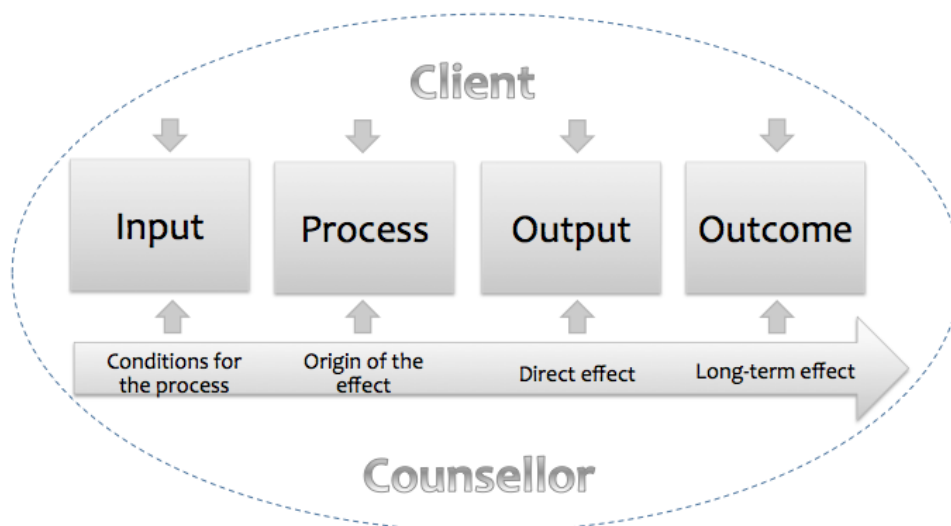 Client
Input
Process
Output
Outcome
Conditions for
the process
Origin of the
effect
Direct effect
Long-term effect
Counsellor